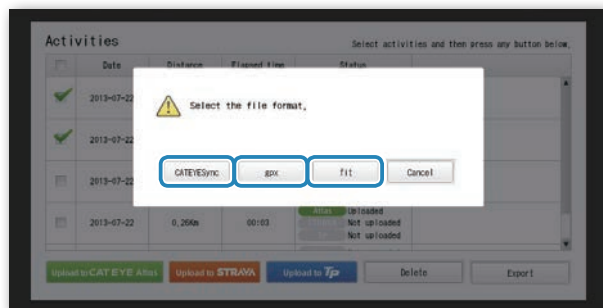 Activities
Select activities and then press any button below.
Date Distance Elapsed time Status
2013-07-22
Select the file format.
2013-07-22
CATEYESync gpx fit Cancel
2013-07-22
Atlas Uploaded
2013-07-22 0.26Km 00:03 Not uploaded
TP Not uploaded
Upload to CATEYE Atlas Upload to STRAVA Upload to TP Delete Export